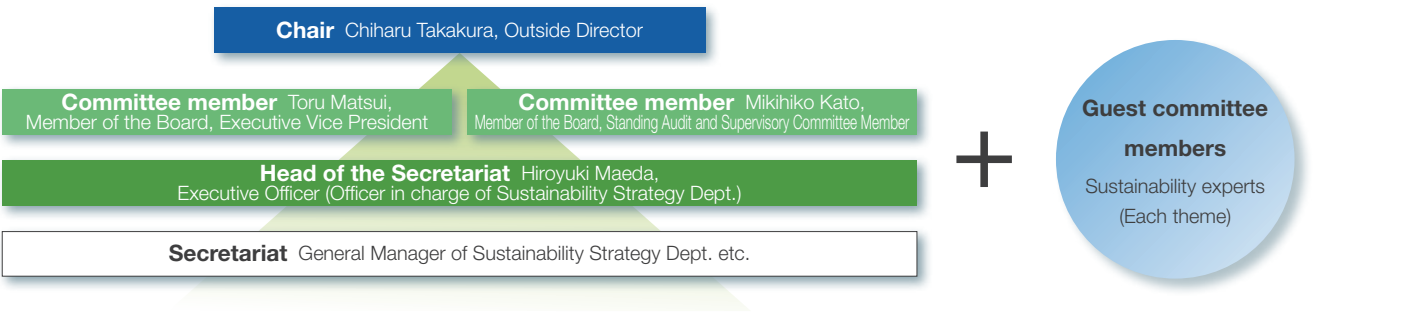 Chair Chiharu Takakura, Outside Director
Committee member Toru Matsui,
Member of the Board, Executive Vice President
Committee member Mikihiko Kato,
Member of the Board, Standing Audit and Supervisory Committee Member
Head of the Secretariat Hiroyuki Maeda,
Executive Officer (Officer in charge of Sustainability Strategy Dept.)
Secretariat General Manager of Sustainability Strategy Dept. etc.
+
Guest committee
members
Sustainability experts
(Each theme)